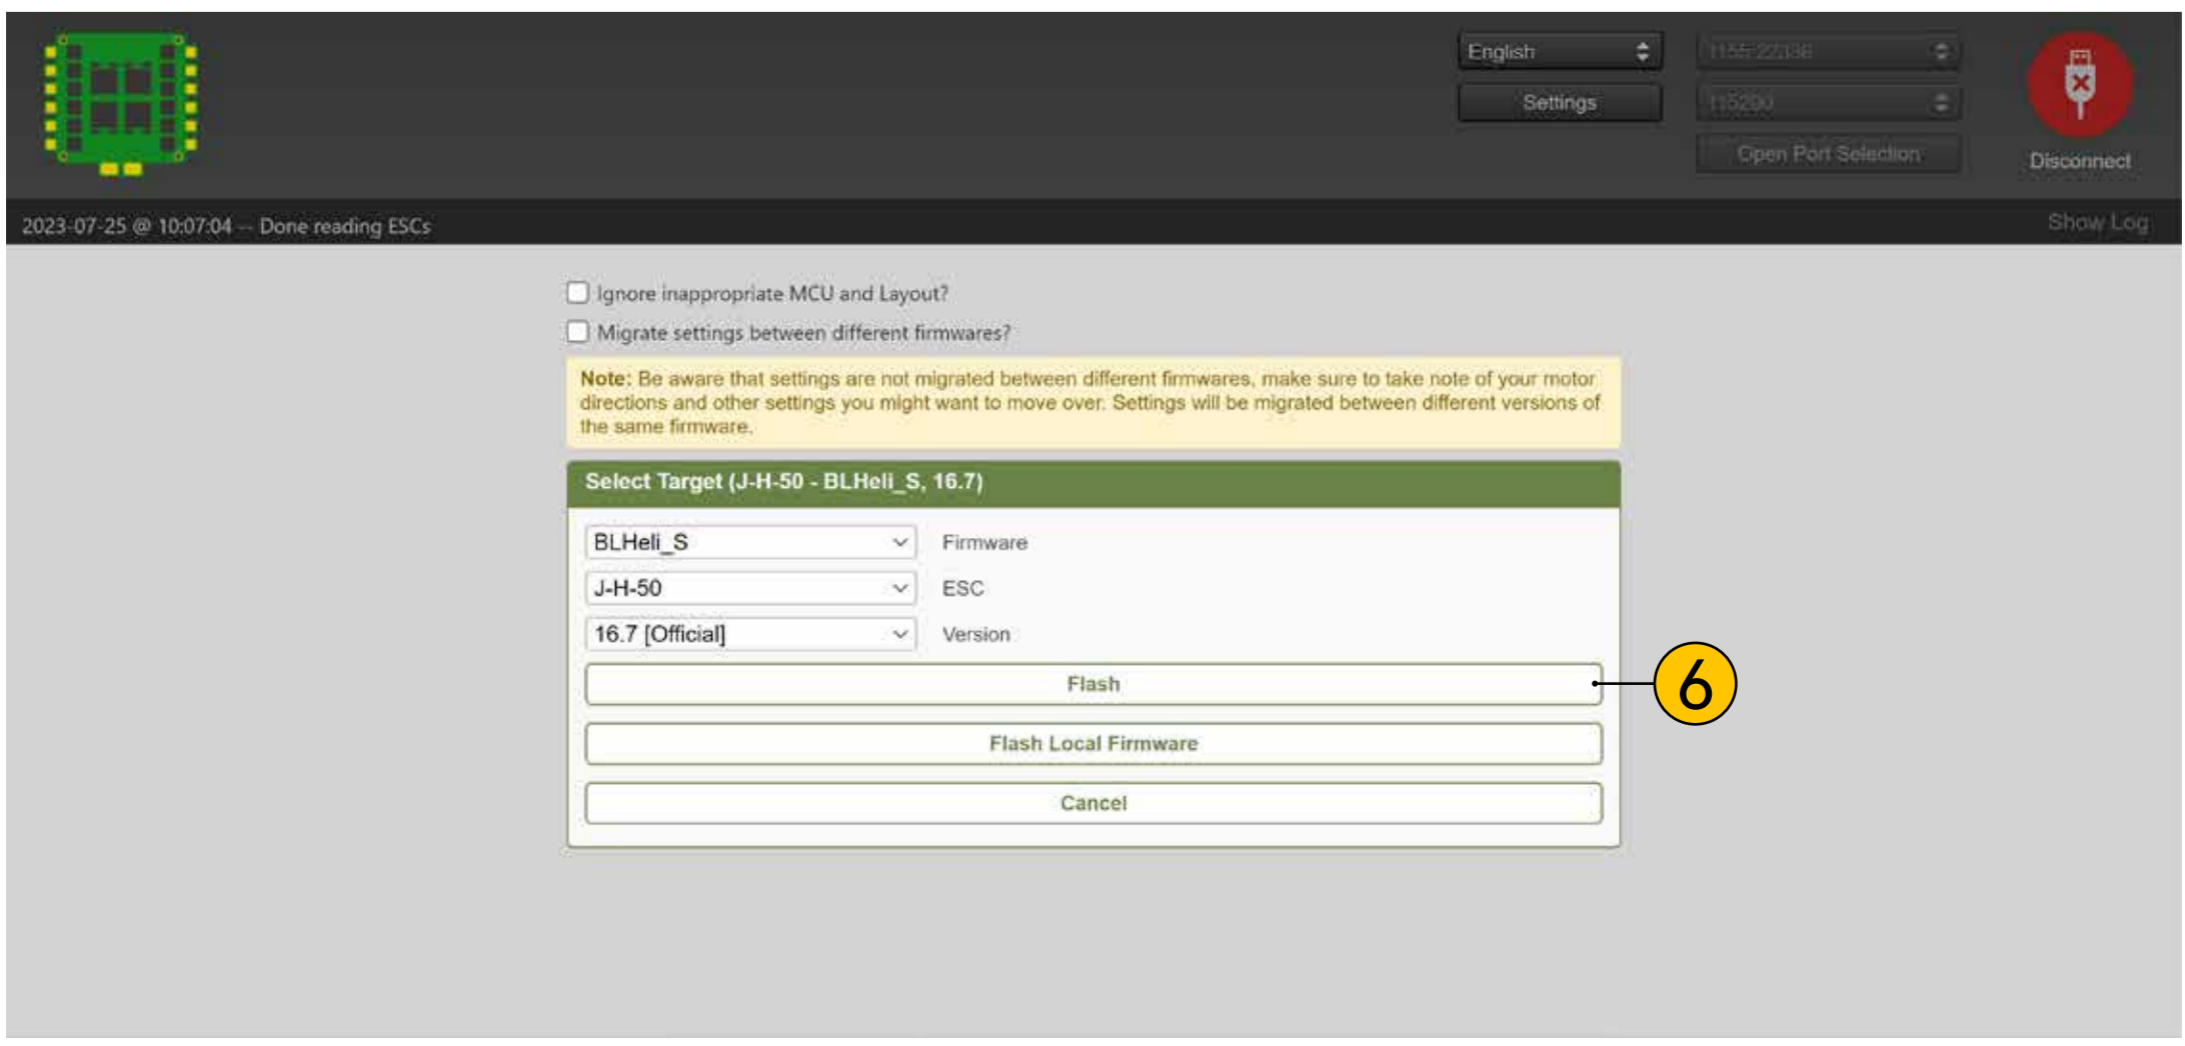 English
Settings
115200
Open Port Selection
Disconnect
2023-07-25 @ 10:07:04 -- Done reading ESCs
Show Log
Ignore inappropriate MCU and Layout?
Migrate settings between different firmwares?
Note: Be aware that settings are not migrated between different firmwares, make sure to take note of your motor
directions and other settings you might want to move over. Settings will be migrated between different versions of
the same firmware.
Select Target (J-H-50 - BLHeli_S, 16.7)
BLHeli_S Firmware
J-H-50 ESC
16.7 [Official] Version
Flash
6
Flash Local Firmware
Cancel